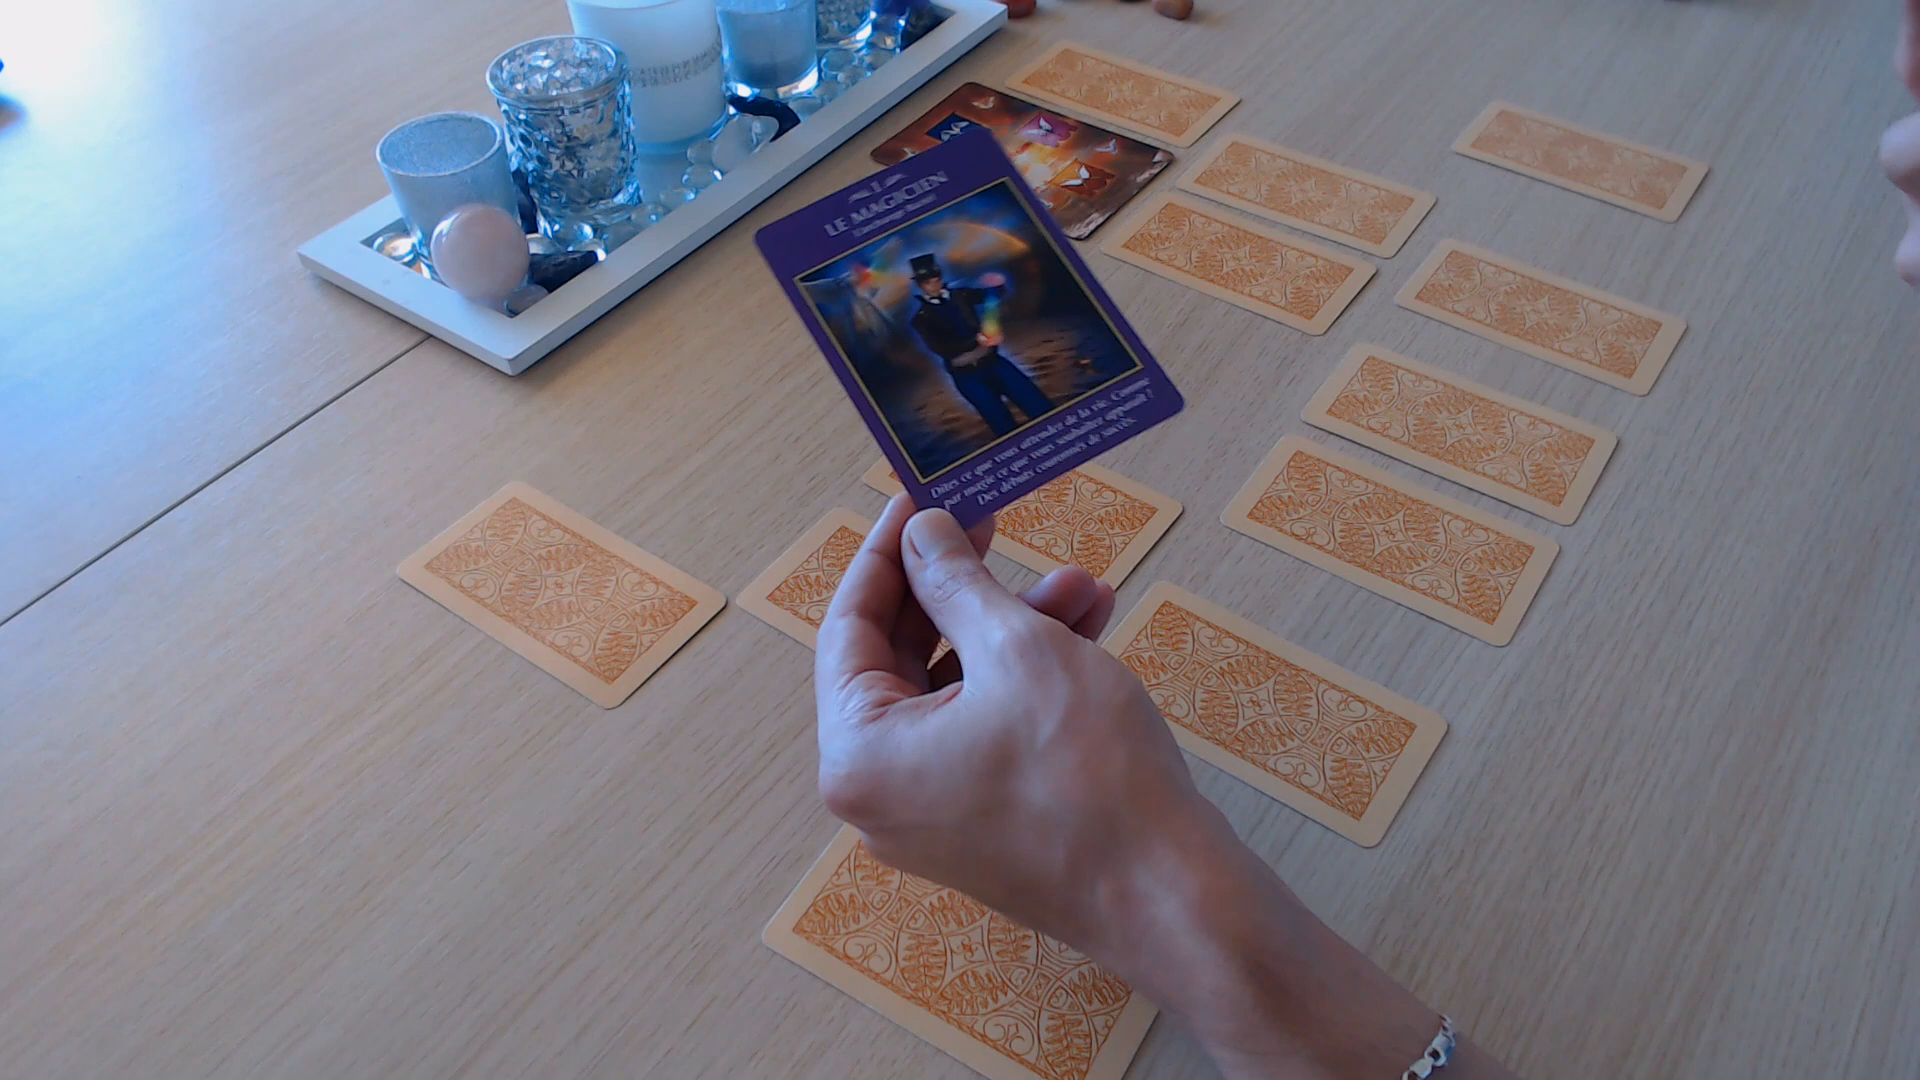 I
LE MAGICIEN
Dites ce que vous attendez de la vie. Comme
par magie ce que vous souhaitez apparaît !
Des débuts couronnés de succès.